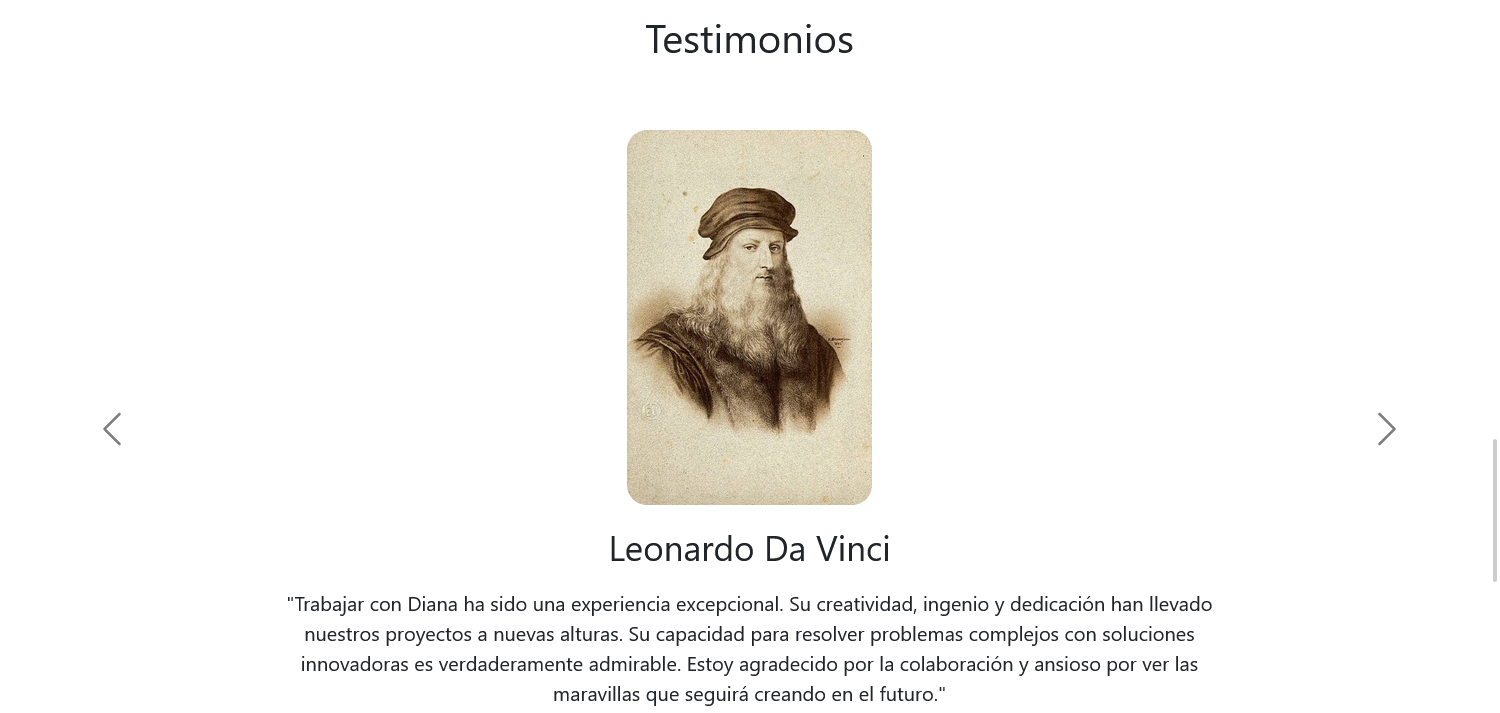 Testimonios
Leonardo Da Vinci
"Trabajar con Diana ha sido una experiencia excepcional. Su creatividad, ingenio y dedicación han llevado
nuestros proyectos a nuevas alturas. Su capacidad para resolver problemas complejos con soluciones
innovadoras es verdaderamente admirable. Estoy agradecido por la colaboración y ansioso por ver las
maravillas que seguirá creando en el futuro."